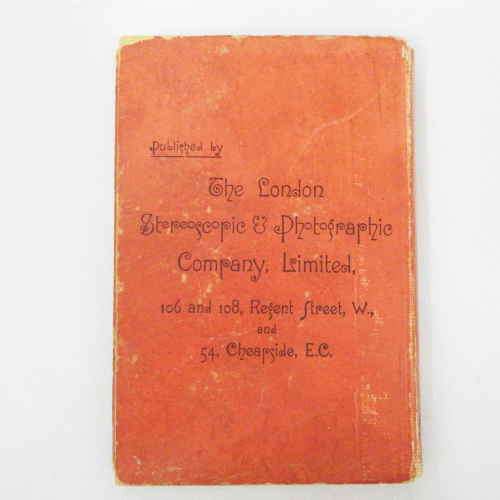 Published by
The London
Stereoscopic & Photographic
Company, Limited,
106 and 108, Regent Street, W.,
and
54, Cheapside, E.C.